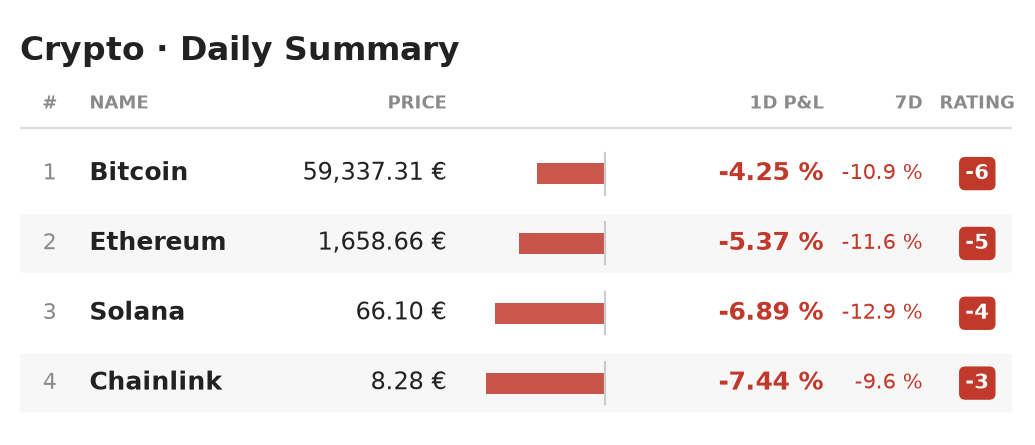 Crypto · Daily Summary
# NAME PRICE 1D P&L 7D RATING
1 Bitcoin 59,337.31 € -4.25 % -10.9 % -6
2 Ethereum 1,658.66 € -5.37 % -11.6 % -5
3 Solana 66.10 € -6.89 % -12.9 % -4
4 Chainlink 8.28 € -7.44 % -9.6 % -3